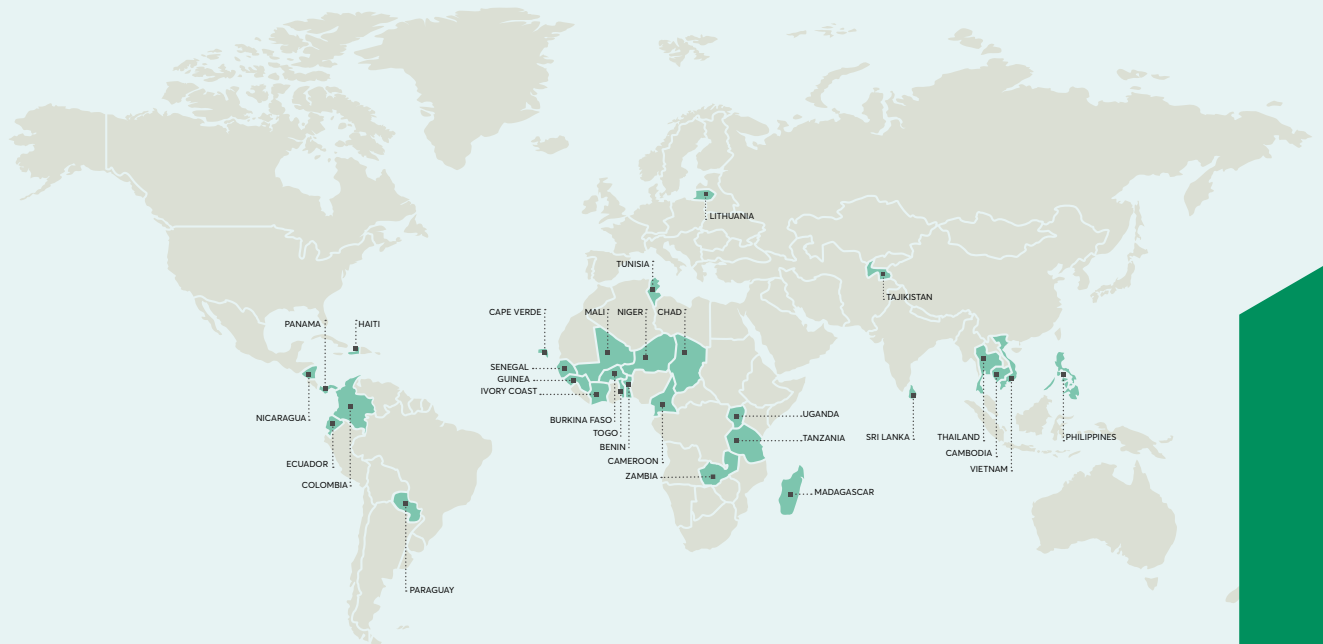 LITHUANIA
TUNISIA
TAJIKISTAN
CAPE VERDE
MALI
NIGER
CHAD
PANAMA
HAITI
SENEGAL
GUINEA
IVORY COAST
NICARAGUA
BURKINA FASO
UGANDA
TOGO
TANZANIA
SRI LANKA
THAILAND
PHILIPPINES
BENIN
CAMBODIA
ECUADOR
CAMEROON
VIETNAM
ZAMBIA
COLOMBIA
MADAGASCAR
PARAGUAY